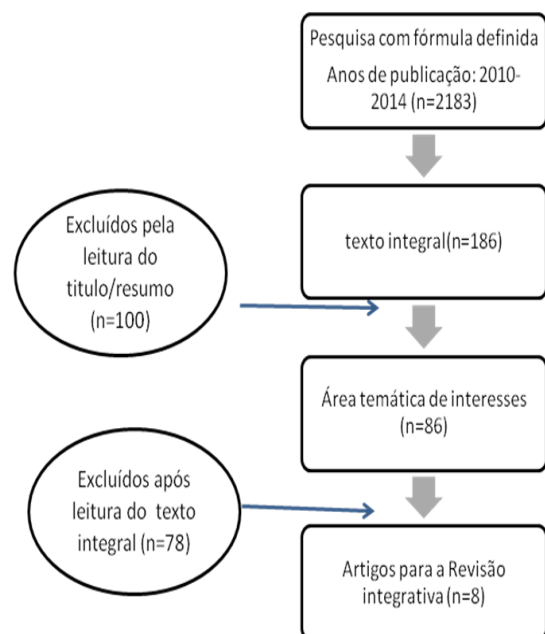 Pesquisa com fórmula definida
Anos de publicação: 2010-
2014 (n=2183)
texto integral(n=186)
Excluídos pela
leitura do
titulo/resumo
(n=100)
Área temática de interesses
(n=86)
Excluídos após
leitura do texto
integral (n=78)
Artigos para a Revisão
integrativa (n=8)